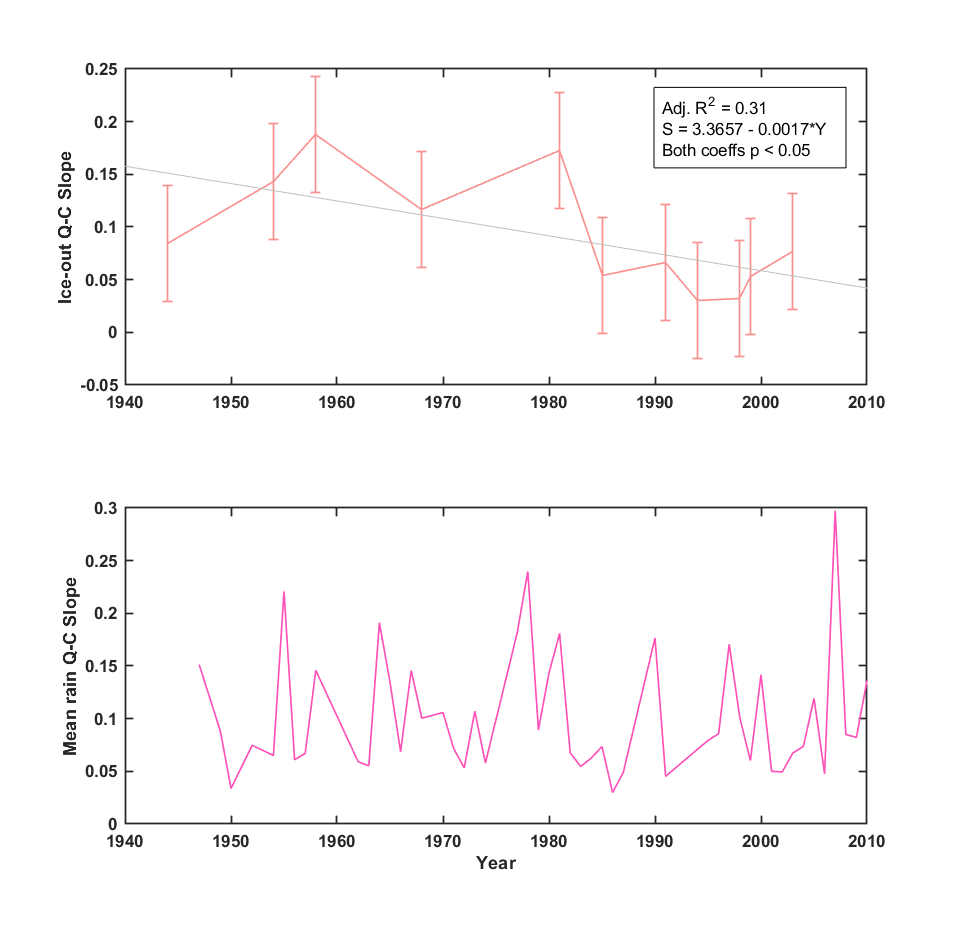 0.25
0.2
0.15
0.1
0.05
0
-0.05
Ice-out Q-C Slope
Adj. R² = 0.31
S = 3.3657 - 0.0017*Y
Both coeffs p < 0.05
1940 1950 1960 1970 1980 1990 2000 2010
0.3
0.25
0.2
0.15
0.1
0.05
0
Mean rain Q-C Slope
1940 1950 1960 1970 1980 1990 2000 2010
Year